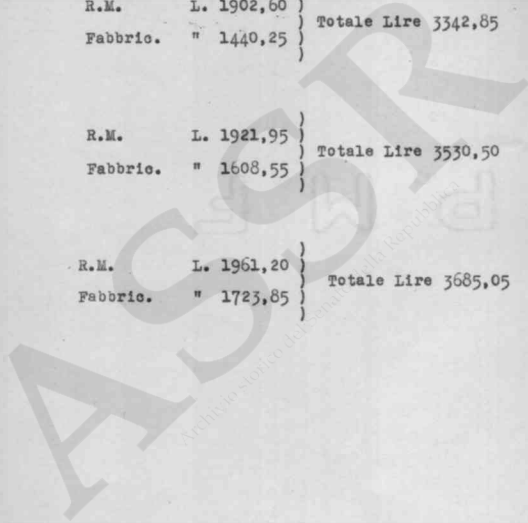 R.M. L. 1902,60 )
Totale Lire 3342,85
Fabbric. " 1440,25 )
)
)
R.M. L. 1921,95 )
) Totale Lire 3530,50
Fabbric. " 1608,55 )
)
)
R.M. L. 1961,20 )
) Totale Lire 3685,05
Fabbric. " 1723,85 )
)
ASSR
Archivio storico del Senato della Repubblica